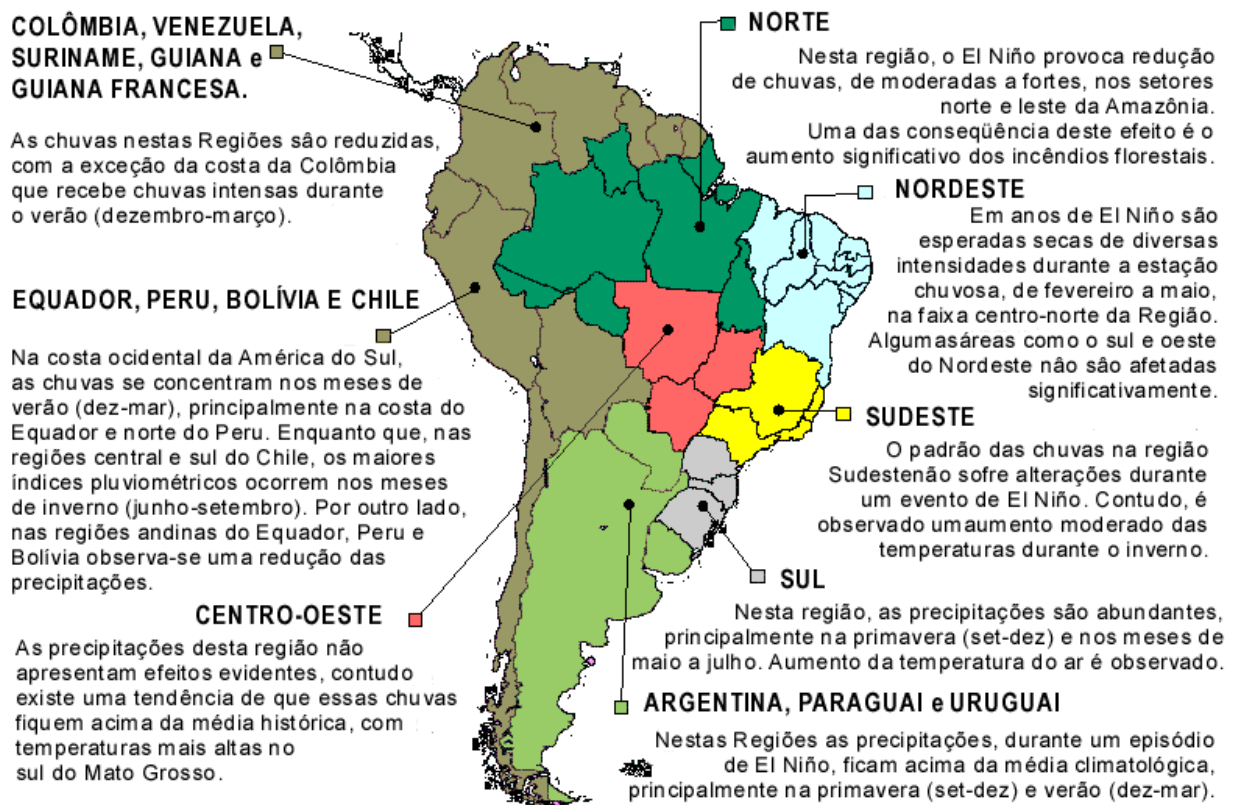 COLÔMBIA, VENEZUELA,
SURINAME, GUIANA e
GUIANA FRANCESA.
As chuvas nestas Regiões sâo reduzidas,
com a exceção da costa da Colômbia
que recebe chuvas intensas durante
o verão (dezembro-março).
EQUADOR, PERU, BOLÍVIA E CHILE
Na costa ocidental da América do Sul,
as chuvas se concentram nos meses de
verão (dez-mar), principalmente na costa do
Equador e norte do Peru. Enquanto que, nas
regiões central e sul do Chile, os maiores
índices pluviométricos ocorrem nos meses
de inverno (junho-setembro). Por outro lado,
nas regiões andinas do Equador, Peru e
Bolívia observa-se uma redução das
precipitações.
CENTRO-OESTE
As precipitações desta região não
apresentam efeitos evidentes, contudo
existe uma tendência de que essas chuvas
fiquem acima da média histórica, com
temperaturas mais altas no
sul do Mato Grosso.
NORTE
Nesta região, o El Niño provoca redução
de chuvas, de moderadas a fortes, nos setores
norte e leste da Amazônia.
Uma das conseqüência deste efeito é o
aumento significativo dos incêndios florestais.
NORDESTE
Em anos de El Niño são
esperadas secas de diversas
intensidades durante a estação
chuvosa, de fevereiro a maio,
na faixa centro-norte da Região.
Algumasáreas como o sul e oeste
do Nordeste nâo sâo afetadas
significativamente.
SUDESTE
O padrão das chuvas na região
Sudestenão sofre alterações durante
um evento de El Niño. Contudo, é
observado umaumento moderado das
temperaturas durante o inverno.
SUL
Nesta região, as precipitações são abundantes,
principalmente na primavera (set-dez) e nos meses de
maio a julho. Aumento da temperatura do ar é observado.
ARGENTINA, PARAGUAI e URUGUAI
Nestas Regiões as precipitações, durante um episódio
de El Niño, ficam acima da média climatológica,
principalmente na primavera (set-dez) e verão (dez-mar).